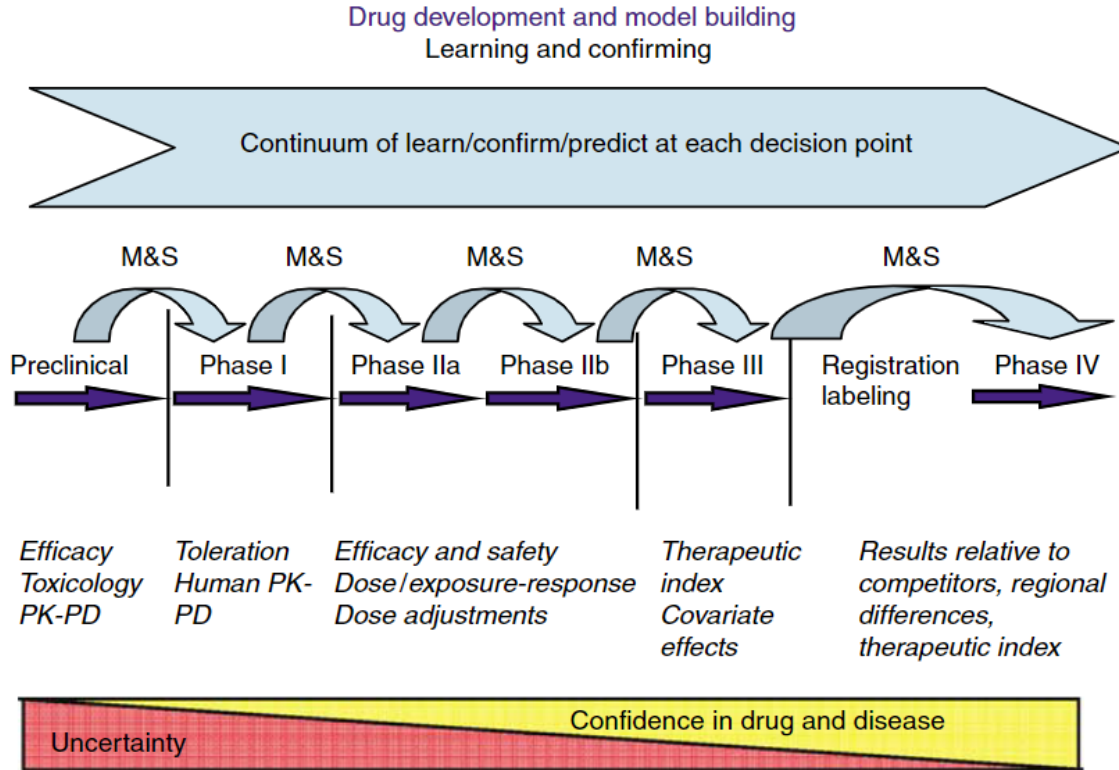 Drug development and model building
Learning and confirming
Continuum of learn/confirm/predict at each decision point
M&S
M&S
M&S
M&S
M&S
Preclinical
Phase I
Phase IIa
Phase IIb
Phase III
Registration
labeling
Phase IV
Efficacy
Toxicology
PK-PD
Toleration
Human PK-
PD
Efficacy and safety
Dose/exposure-response
Dose adjustments
Therapeutic
index
Covariate
effects
Results relative to
competitors, regional
differences,
therapeutic index
Confidence in drug and disease
Uncertainty